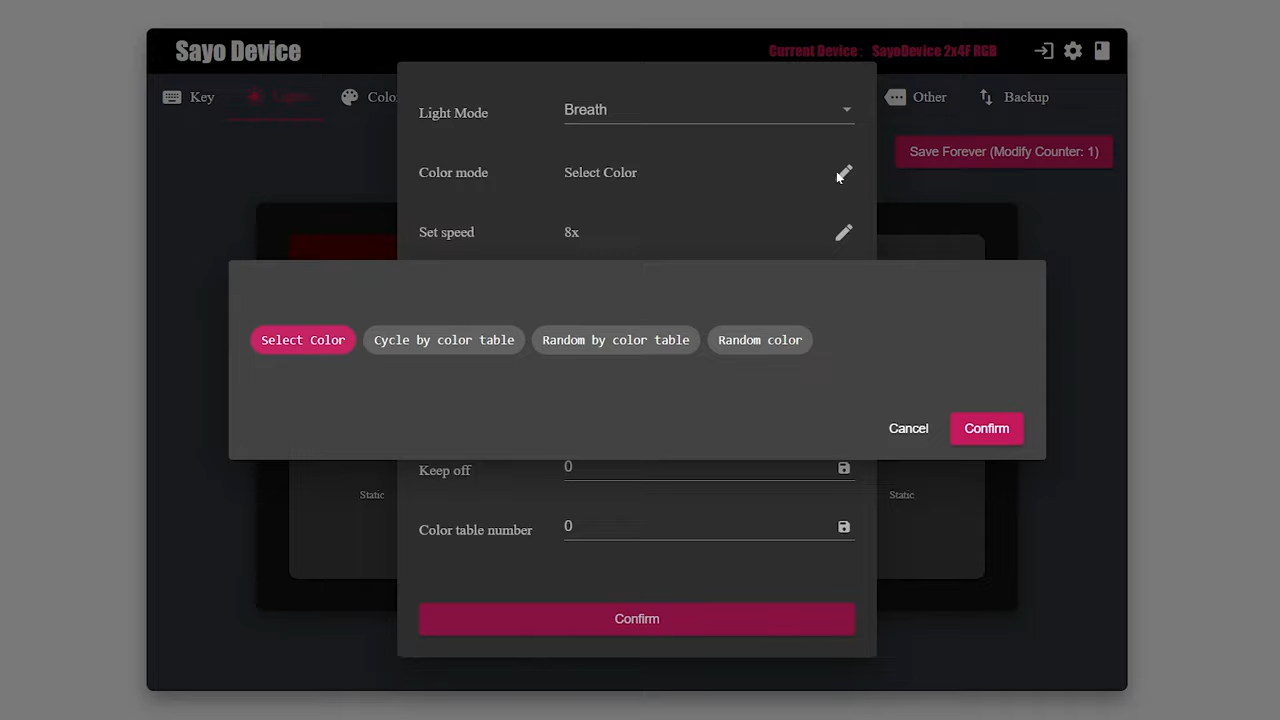 Sayo Device
Current Device : SayoDevice 2x4F RGB
Key
Light
Colo
Other
Backup
Save Forever (Modify Counter: 1)
Light Mode
Breath
Color mode
Select Color
Set speed
8x
Select Color
Cycle by color table
Random by color table
Random color
Cancel
Confirm
Keep off
0
Static
Static
Color table number
0
Confirm